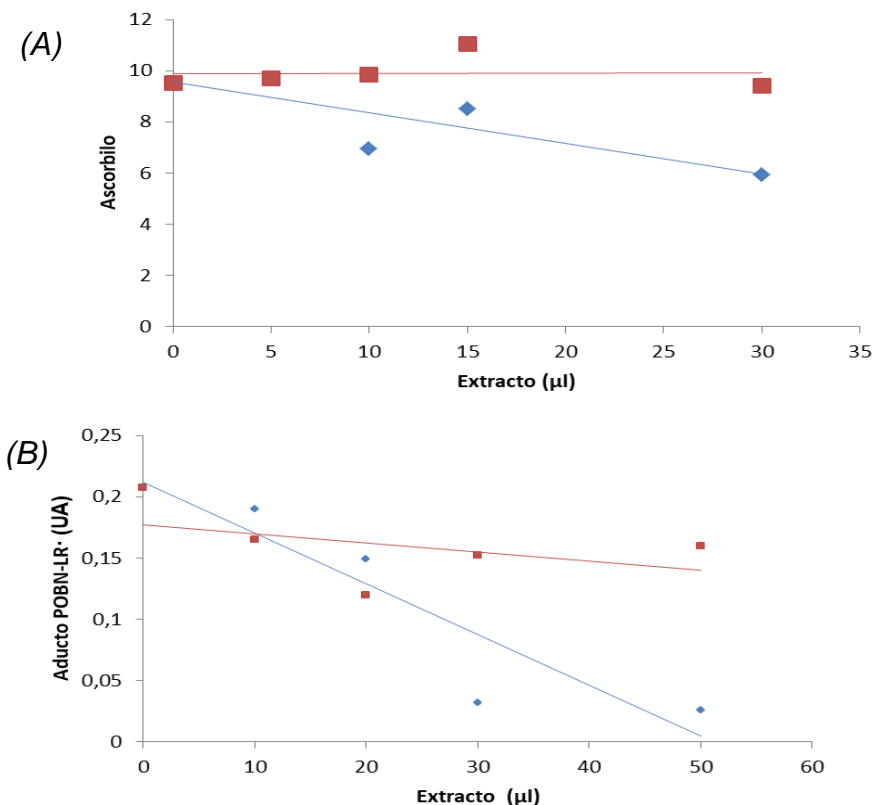 (A)
Ascorbilo
12
10
8
6
4
2
0
0 5 10 15 20 25 30 35
Extracto (µl)
(B)
Aducto POBN-LR· (UA)
0,25
0,2
0,15
0,1
0,05
0
0 10 20 30 40 50 60
Extracto (µl)